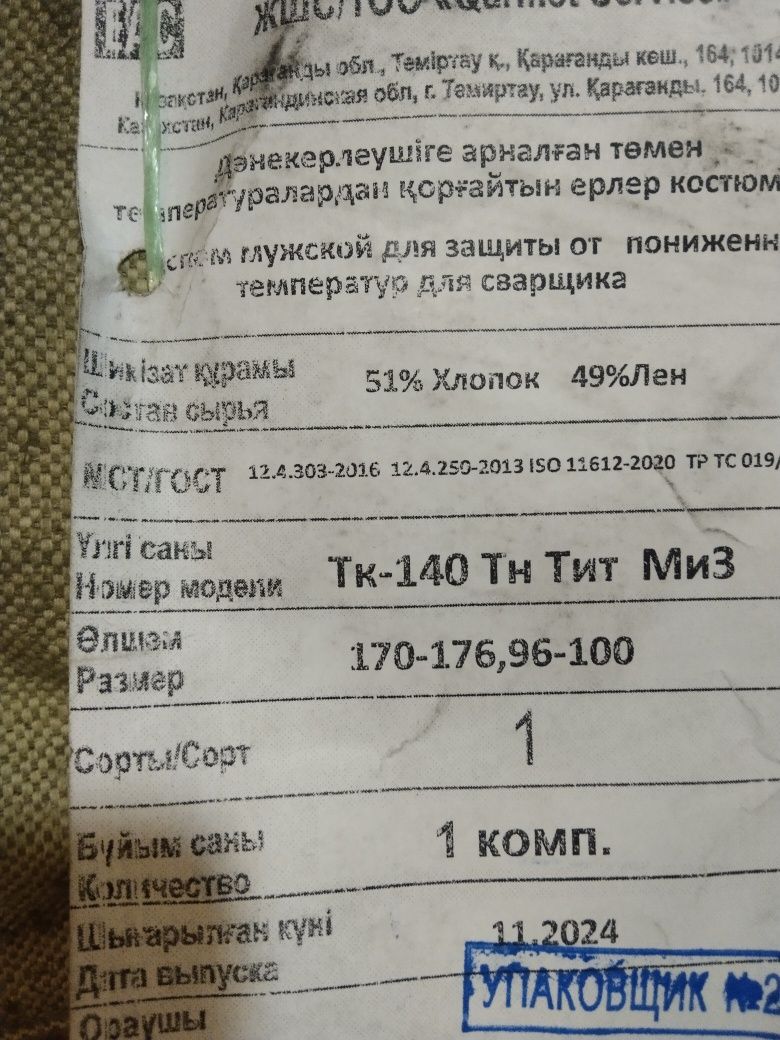 ЖШС/ТОО «Qarmet Service»
Қазақстан, Қарағанды обл., Теміртау қ., Қарағанды көш., 164, 1014
Казахстан, Карагандинская обл, г. Темиртау, ул. Қарағанды, 164, 10
Дәнекерлеушіге арналған төмен
температуралардан қорғайтын ерлер костюм
мужской для защиты от пониженн
температур для сварщика
Шикізат құрамы
Состав сырья
51% Хлопок 49%Лен
МСТ/ГОСТ 12.4.303-2016 12.4.250-2013 ISO 11612-2020 ТР ТС 019/
Үлгі саны
Номер модели
Тк-140 Тн Тит МиЗ
Өлшем
Размер
170-176,96-100
Сорты/Сорт 1
Бұйым саны
Количество
1 комп.
Шығарылған күні
Дата выпуска
11.2024
УПАКОВЩИК №2
Ораушы